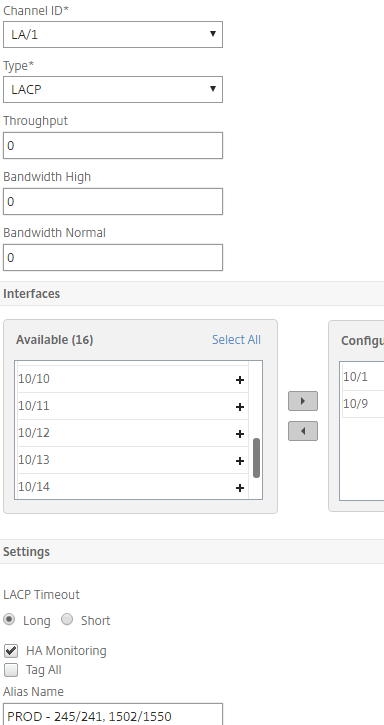 Channel ID*
LA/1
Type*
LACP
Throughput
0
Bandwidth High
0
Bandwidth Normal
0
Interfaces
Available (16) Select All
10/10
10/11
10/12
10/13
10/14
Configu
10/1
10/9
Settings
LACP Timeout
Long Short
HA Monitoring
Tag All
Alias Name
PROD - 245/241, 1502/1550